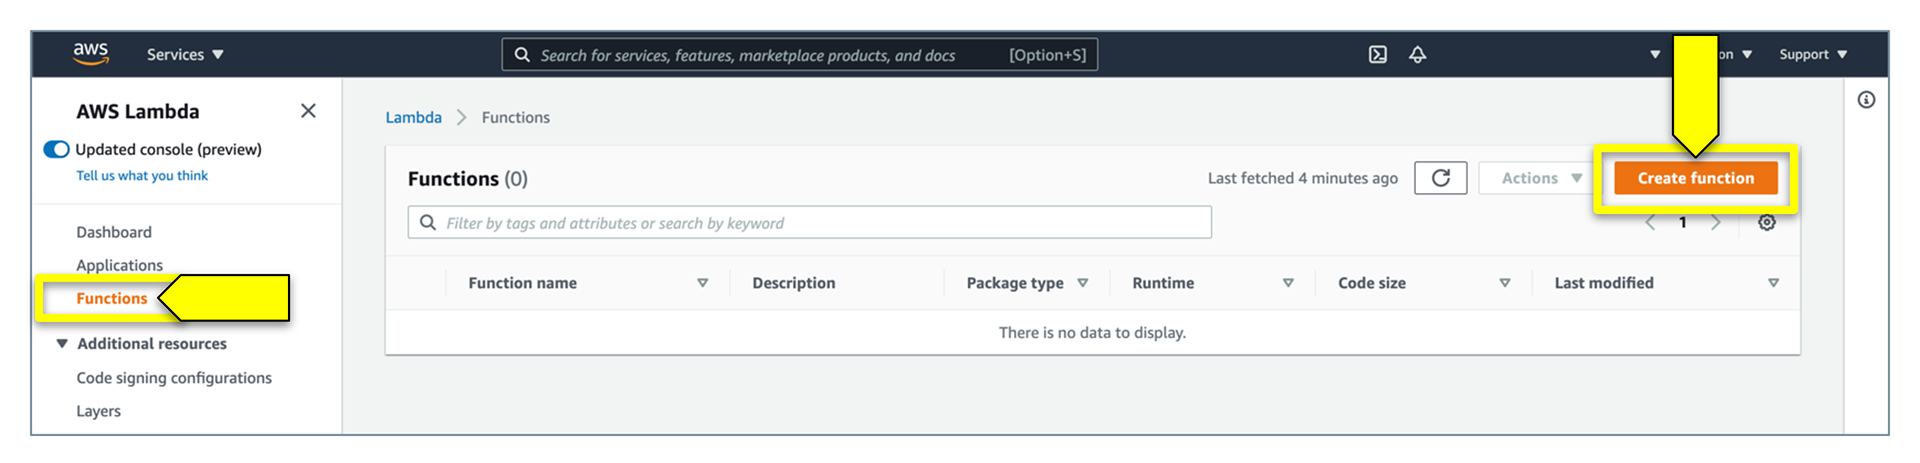 aws Services Search for services, features, marketplace products, and docs [Option+S] on Support
AWS Lambda
Updated console (preview)
Tell us what you think
Dashboard
Applications
Functions
Additional resources
Code signing configurations
Layers
Lambda Functions
Functions (0) Last fetched 4 minutes ago Actions Create function
Filter by tags and attributes or search by keyword 1
Function name Description Package type Runtime Code size Last modified
There is no data to display.